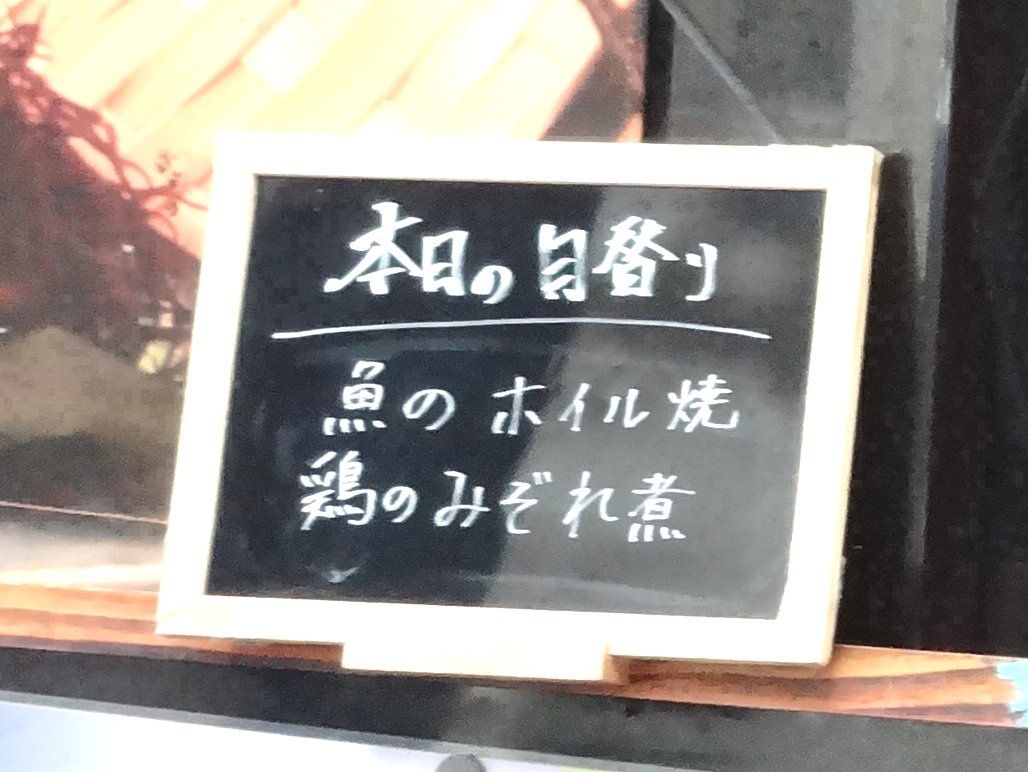 本日の日替り
魚のホイル焼
鶏のみぞれ煮